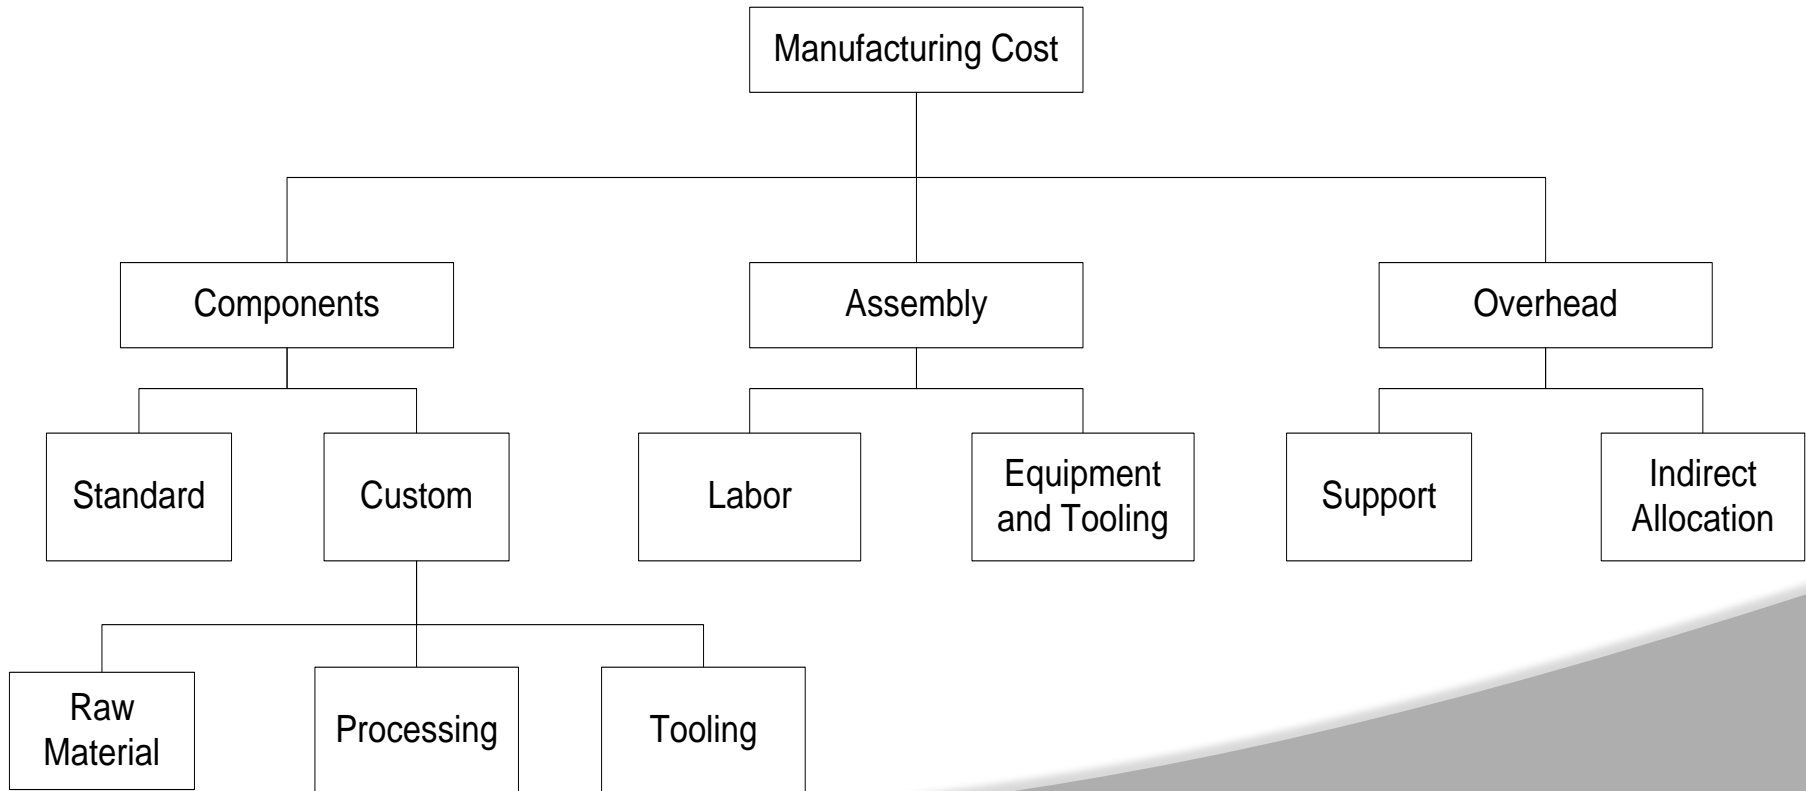 Manufacturing Cost
Components
Assembly
Overhead
Standard
Custom
Labor
Equipment
and Tooling
Support
Indirect
Allocation
Raw
Material
Processing
Tooling